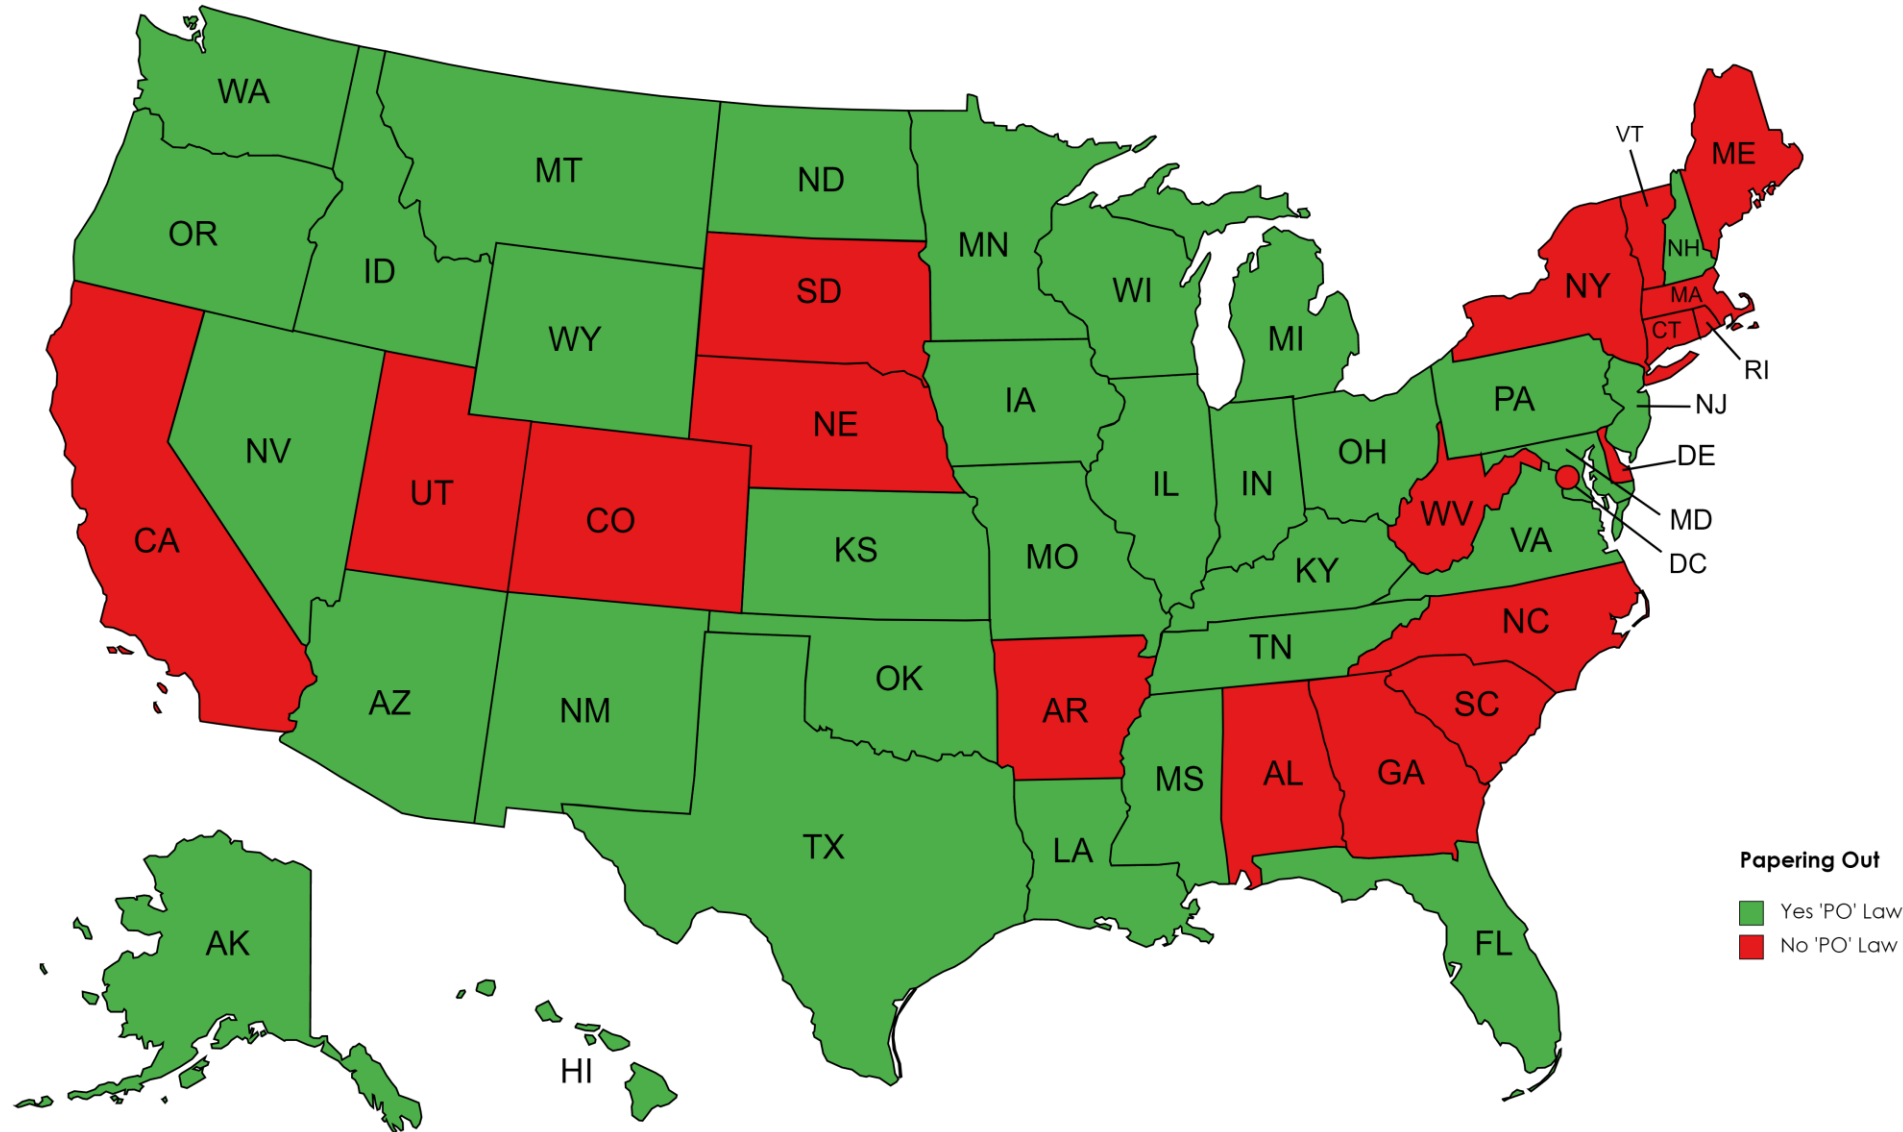 WA
VT
ME
MT
ND
OR
MN
NH
ID
SD
WI
NY
MA
WY
MI
CT
RI
IA
PA
NJ
NE
NV
OH
DE
UT
IL
IN
CO
WV
MD
CA
KS
MO
VA
DC
KY
NC
TN
OK
AZ
NM
AR
SC
MS
AL
GA
TX
LA
Papering Out
Yes 'PO' Law
AK
FL
No 'PO' Law
HI